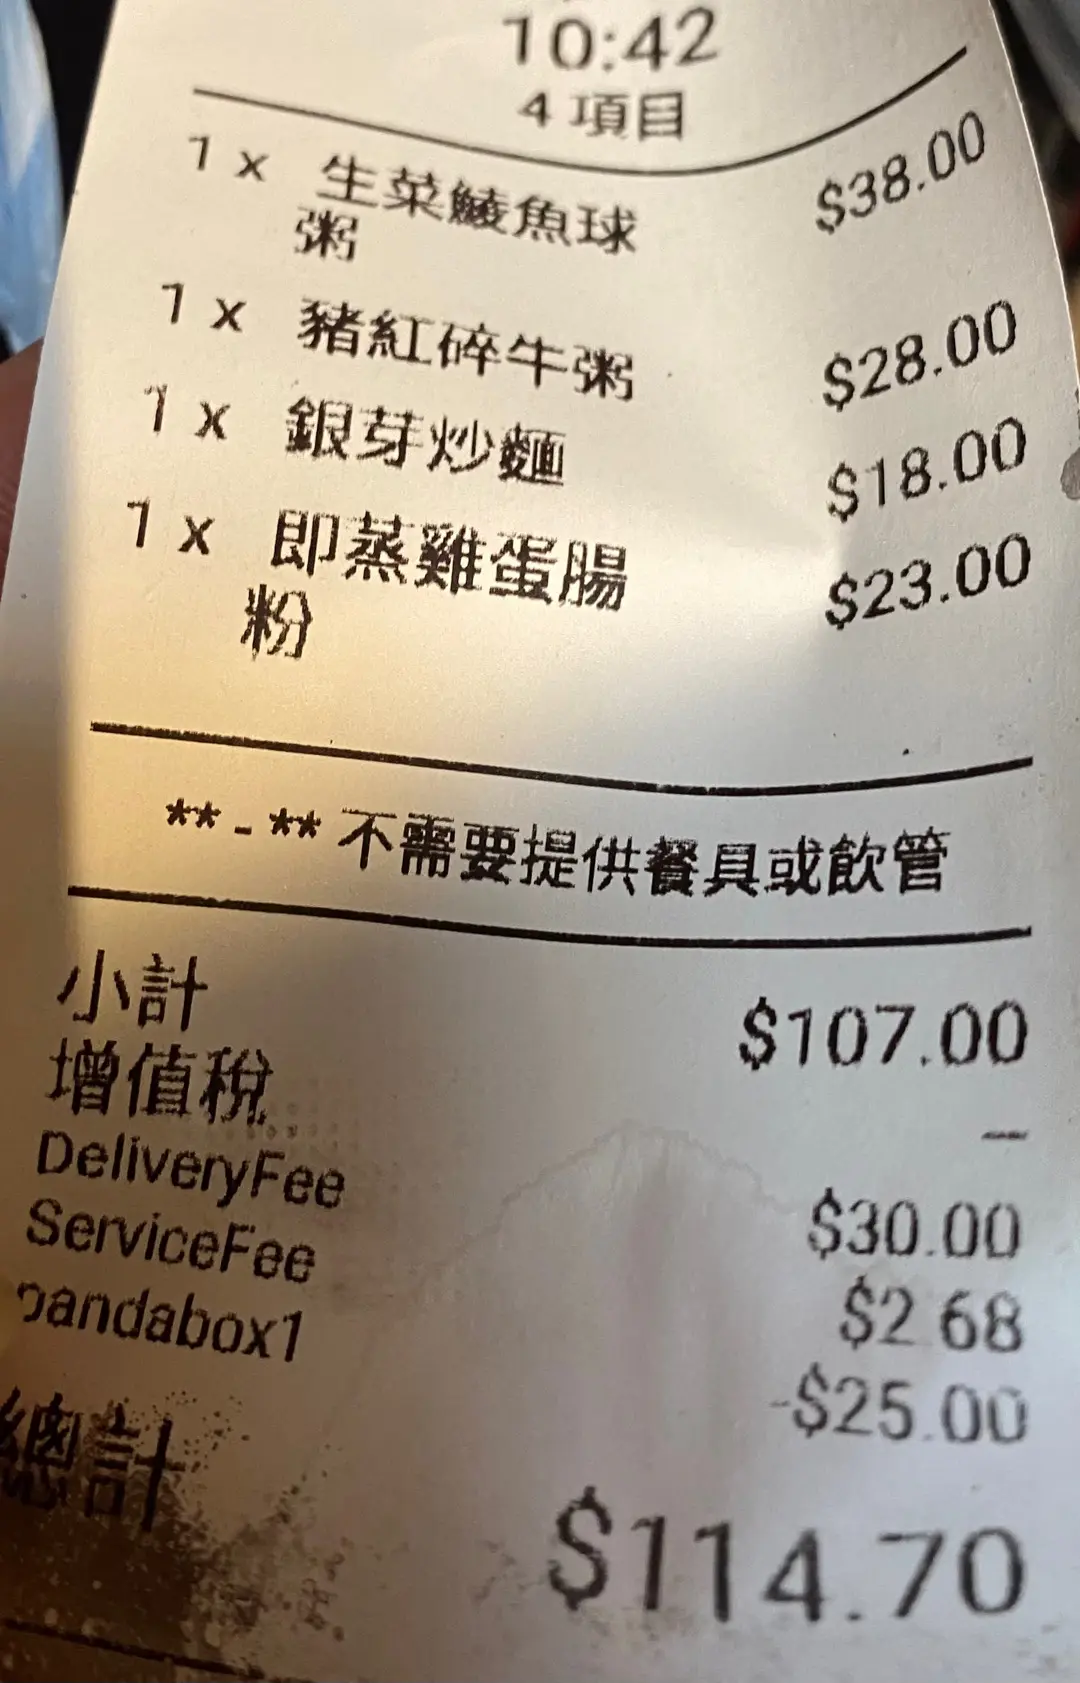 10:42
4 項目
1 x 生菜鯪魚球 $38.00
粥
1 x 豬紅碎牛粥 $28.00
1 x 銀芽炒麵 $18.00
1 x 即蒸雞蛋腸 $23.00
粉
** - ** 不需要提供餐具或飲管
小計 $107.00
增值稅 --
DeliveryFee $30.00
ServiceFee $2.68
pandabox1 -$25.00
總計 $114.70